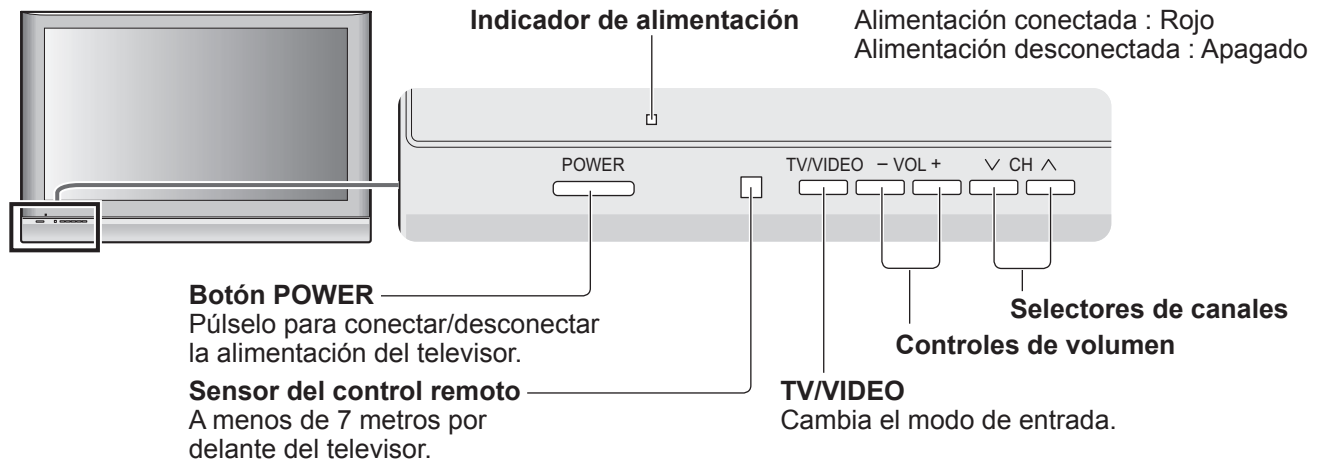 Indicador de alimentación
Alimentación conectada : Rojo
Alimentación desconectada : Apagado
POWER
TV/VIDEO
– VOL +
CH
Botón POWER
Púlselo para conectar/desconectar
la alimentación del televisor.
Sensor del control remoto
A menos de 7 metros por
delante del televisor.
Selectores de canales
Controles de volumen
TV/VIDEO
Cambia el modo de entrada.